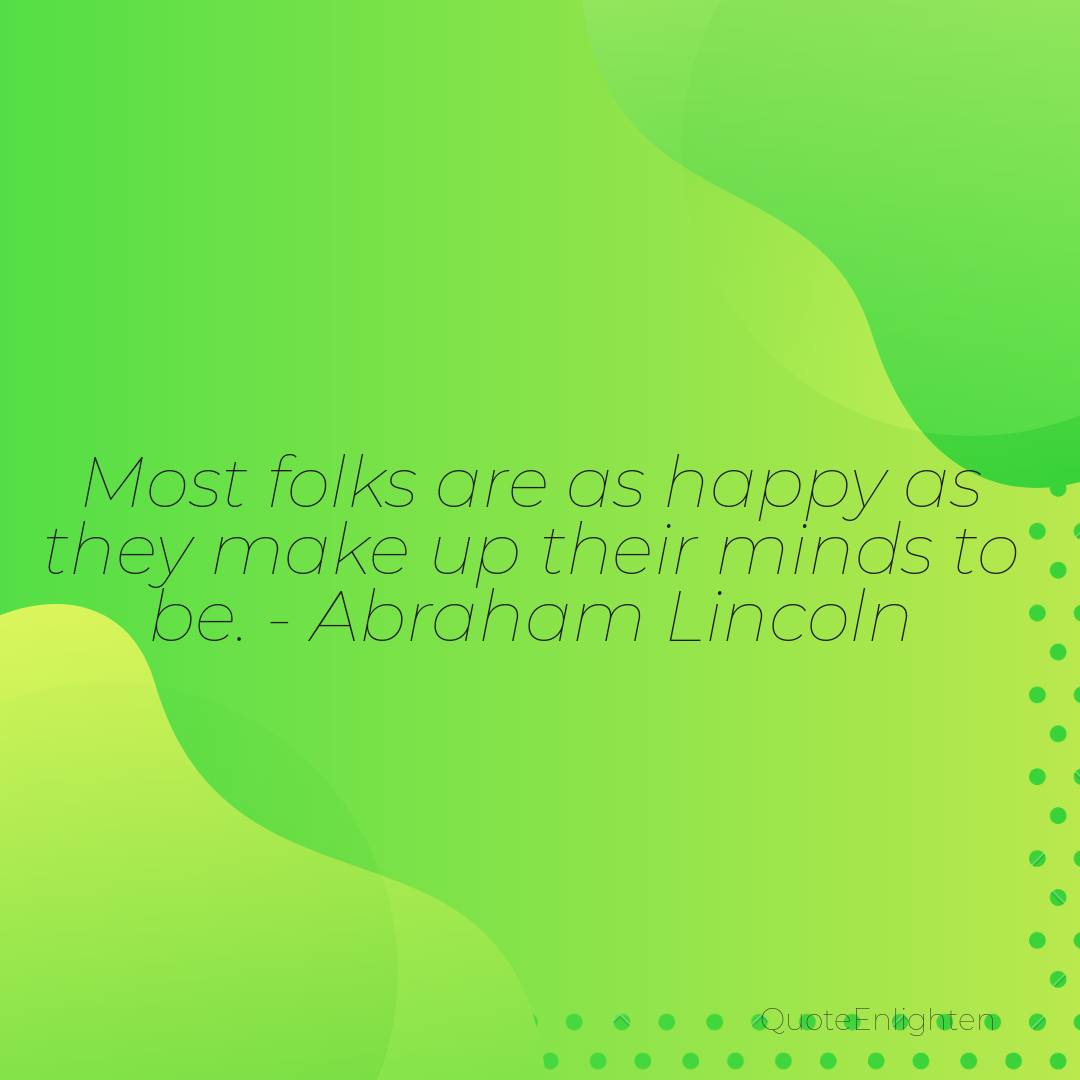 Most folks are as happy as
they make up their minds to
be. - Abraham Lincoln
QuoteEnlighten